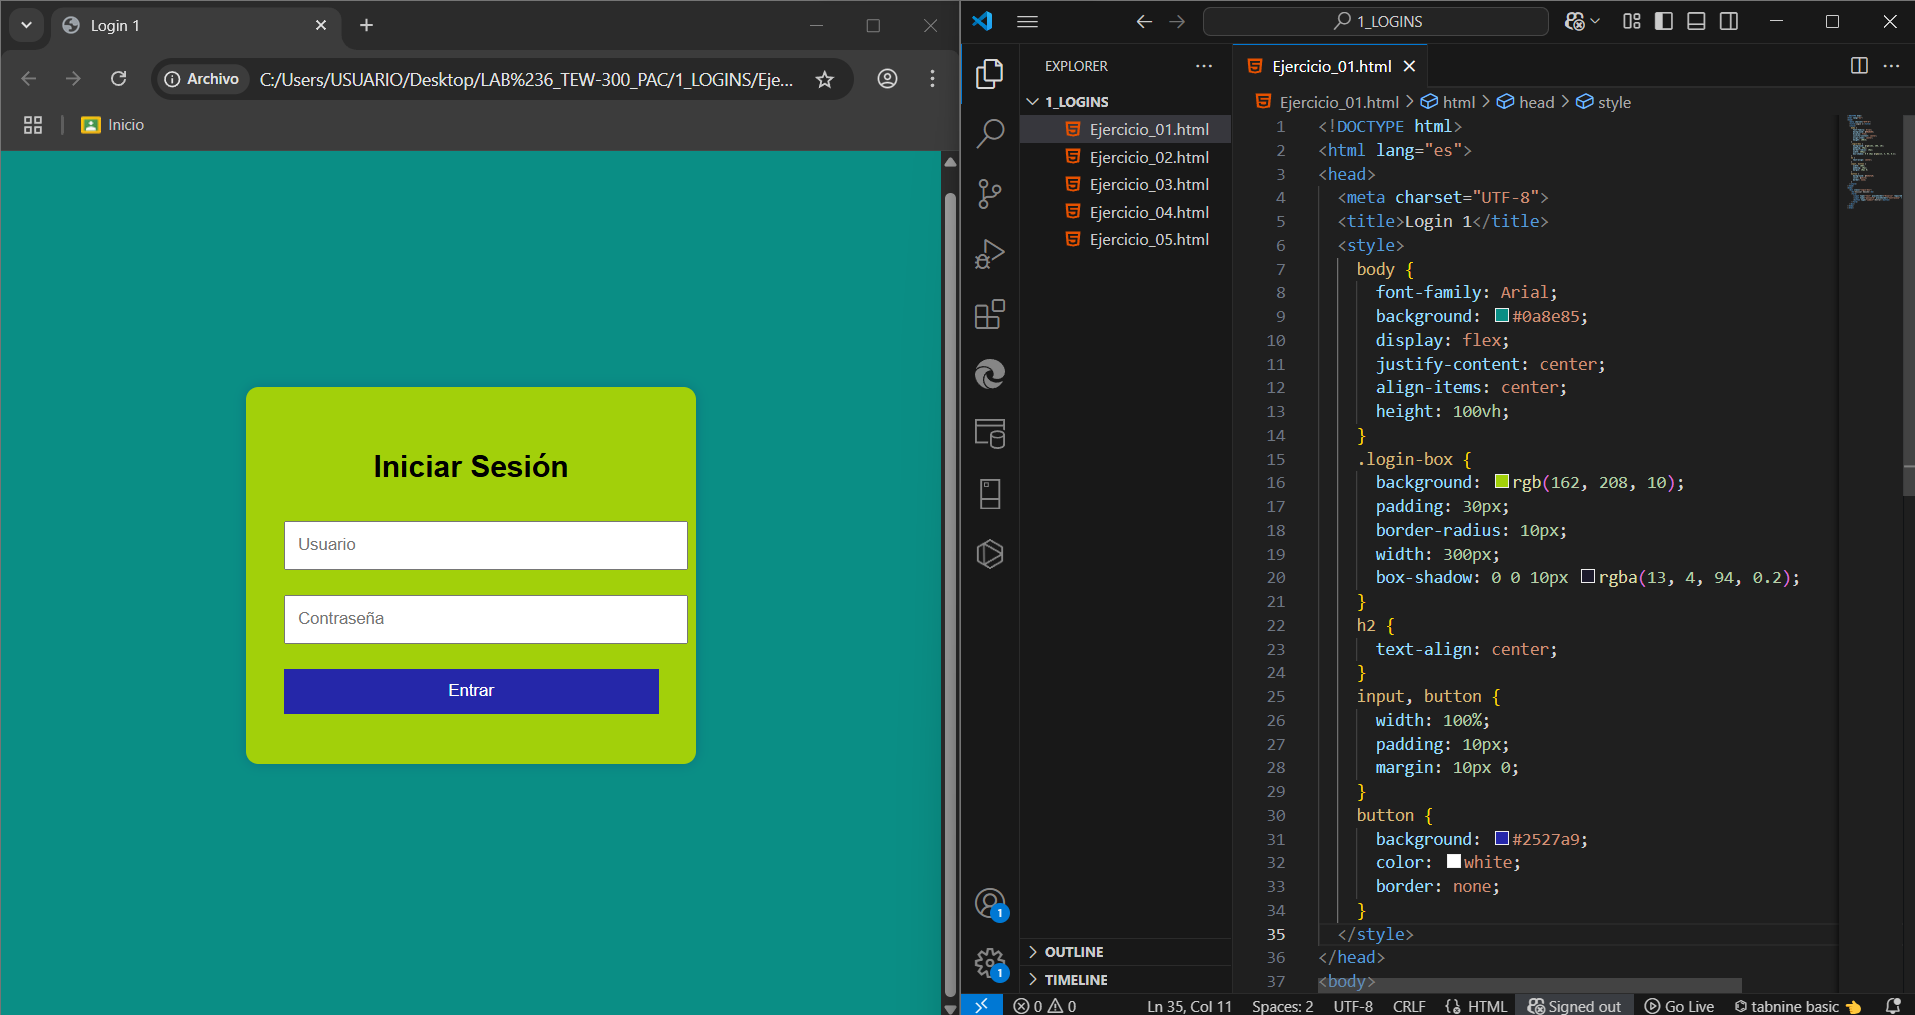 Login 1
Archivo
C:/Users/USUARIO/Desktop/LAB%236_TEW-300_PAC/1_LOGINS/Eje...
Inicio
Iniciar Sesión
Usuario
Contraseña
Entrar
1_LOGINS
EXPLORER
1_LOGINS
Ejercicio_01.html
Ejercicio_02.html
Ejercicio_03.html
Ejercicio_04.html
Ejercicio_05.html
OUTLINE
TIMELINE
1
1
Ejercicio_01.html
Ejercicio_01.html > html > head > style
1 <!DOCTYPE html>
2 <html lang="es">
3 <head>
4 <meta charset="UTF-8">
5 <title>Login 1</title>
6 <style>
7 body {
8 font-family: Arial;
9 background: #0a8e85;
10 display: flex;
11 justify-content: center;
12 align-items: center;
13 height: 100vh;
14 }
15 .login-box {
16 background: rgb(162, 208, 10);
17 padding: 30px;
18 border-radius: 10px;
19 width: 300px;
20 box-shadow: 0 0 10px rgba(13, 4, 94, 0.2);
21 }
22 h2 {
23 text-align: center;
24 }
25 input, button {
26 width: 100%;
27 padding: 10px;
28 margin: 10px 0;
29 }
30 button {
31 background: #2527a9;
32 color: white;
33 border: none;
34 }
35 </style>
36 </head>
37 <body>
0 0 Ln 35, Col 11 Spaces: 2 UTF-8 CRLF {} HTML Signed out Go Live tabnine basic